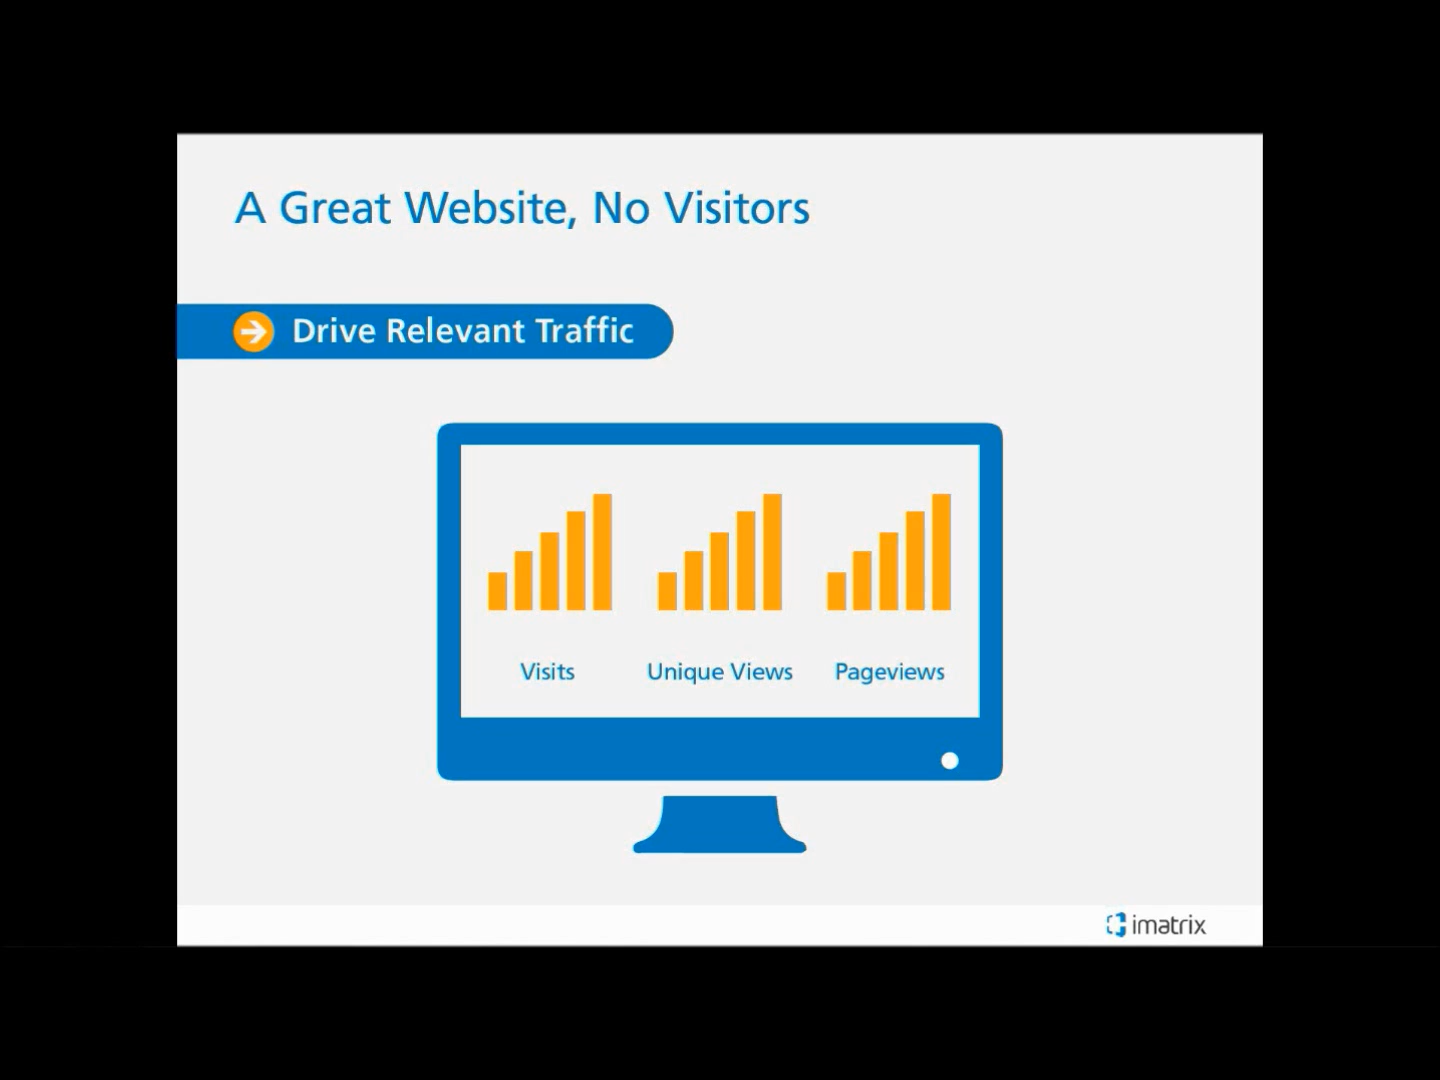 A Great Website, No Visitors
Drive Relevant Traffic
Visits
Unique Views
Pageviews
imatrix